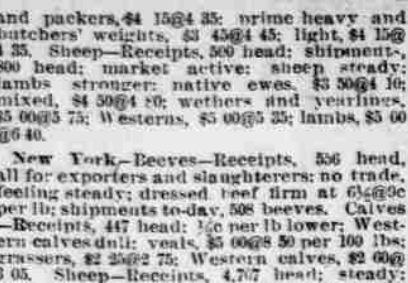 and packers, $4 15@4 35; prime heavy and
butchers' weights, $3 45@4 45; light, $4 15@
4 35. Sheep—Receipts, 500 head; shipments,
800 head; market active; sheep steady;
lambs stronger; native ewes, $3 50@4 10;
mixed, $4 50@4 80; wethers and yearlings,
$5 00@5 75; Westerns, $5 00@5 35; lambs, $5 00
@6 40.
New York—Beeves—Receipts, 556 head,
all for exporters and slaughterers; no trade,
feeling steady; dressed beef firm at 6½@9c
per lb; shipments to-day, 508 beeves. Calves
—Receipts, 447 head; ¼c per lb lower; West-
ern calves dull; veals, $5 00@8 50 per 100 lbs;
grassers, $2 25@2 75; Western calves, $2 60@
3 05. Sheep—Receipts, 4,767 head; steady;